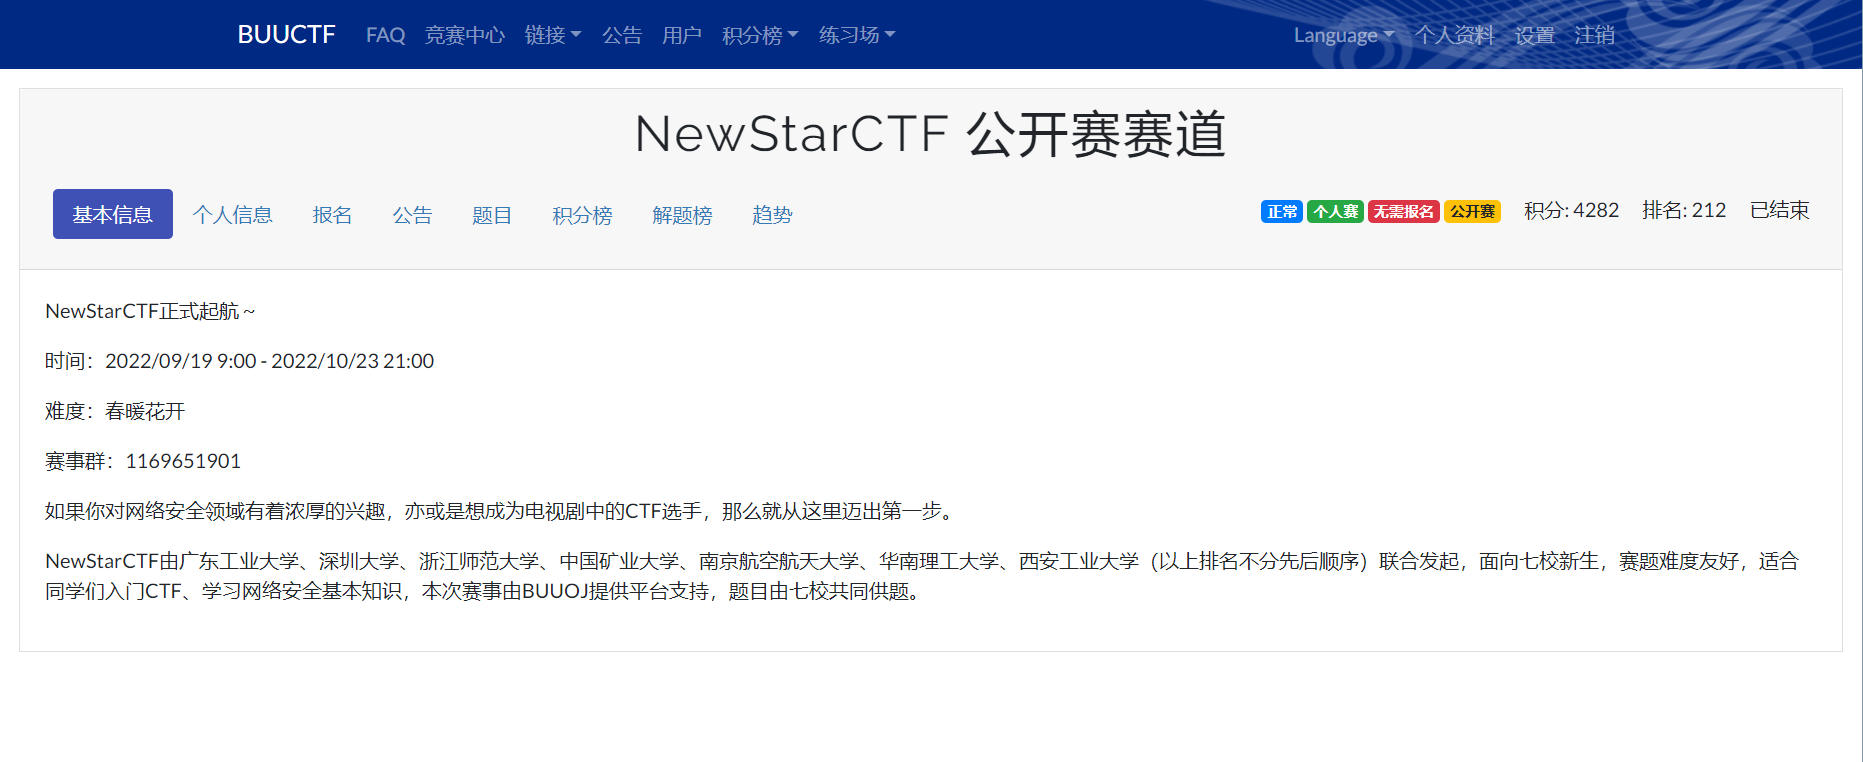 BUUCTF FAQ 竞赛中心 链接 公告 用户 积分榜 练习场 Language 个人资料 设置 注销
NewStarCTF 公开赛赛道
基本信息 个人信息 报名 公告 题目 积分榜 解题榜 趋势 正常 个人赛 无需报名 公开赛 积分: 4282 排名: 212 已结束
NewStarCTF正式起航 ~
时间：2022/09/19 9:00 - 2022/10/23 21:00
难度：春暖花开
赛事群：1169651901
如果你对网络安全领域有着浓厚的兴趣，亦或是想成为电视剧中的CTF选手，那么就从这里迈出第一步。
NewStarCTF由广东工业大学、深圳大学、浙江师范大学、中国矿业大学、南京航空航天大学、华南理工大学、西安工业大学（以上排名不分先后顺序）联合发起，面向七校新生，赛题难度友好，适合
同学们入门CTF、学习网络安全基本知识，本次赛事由BUUOJ提供平台支持，题目由七校共同供题。